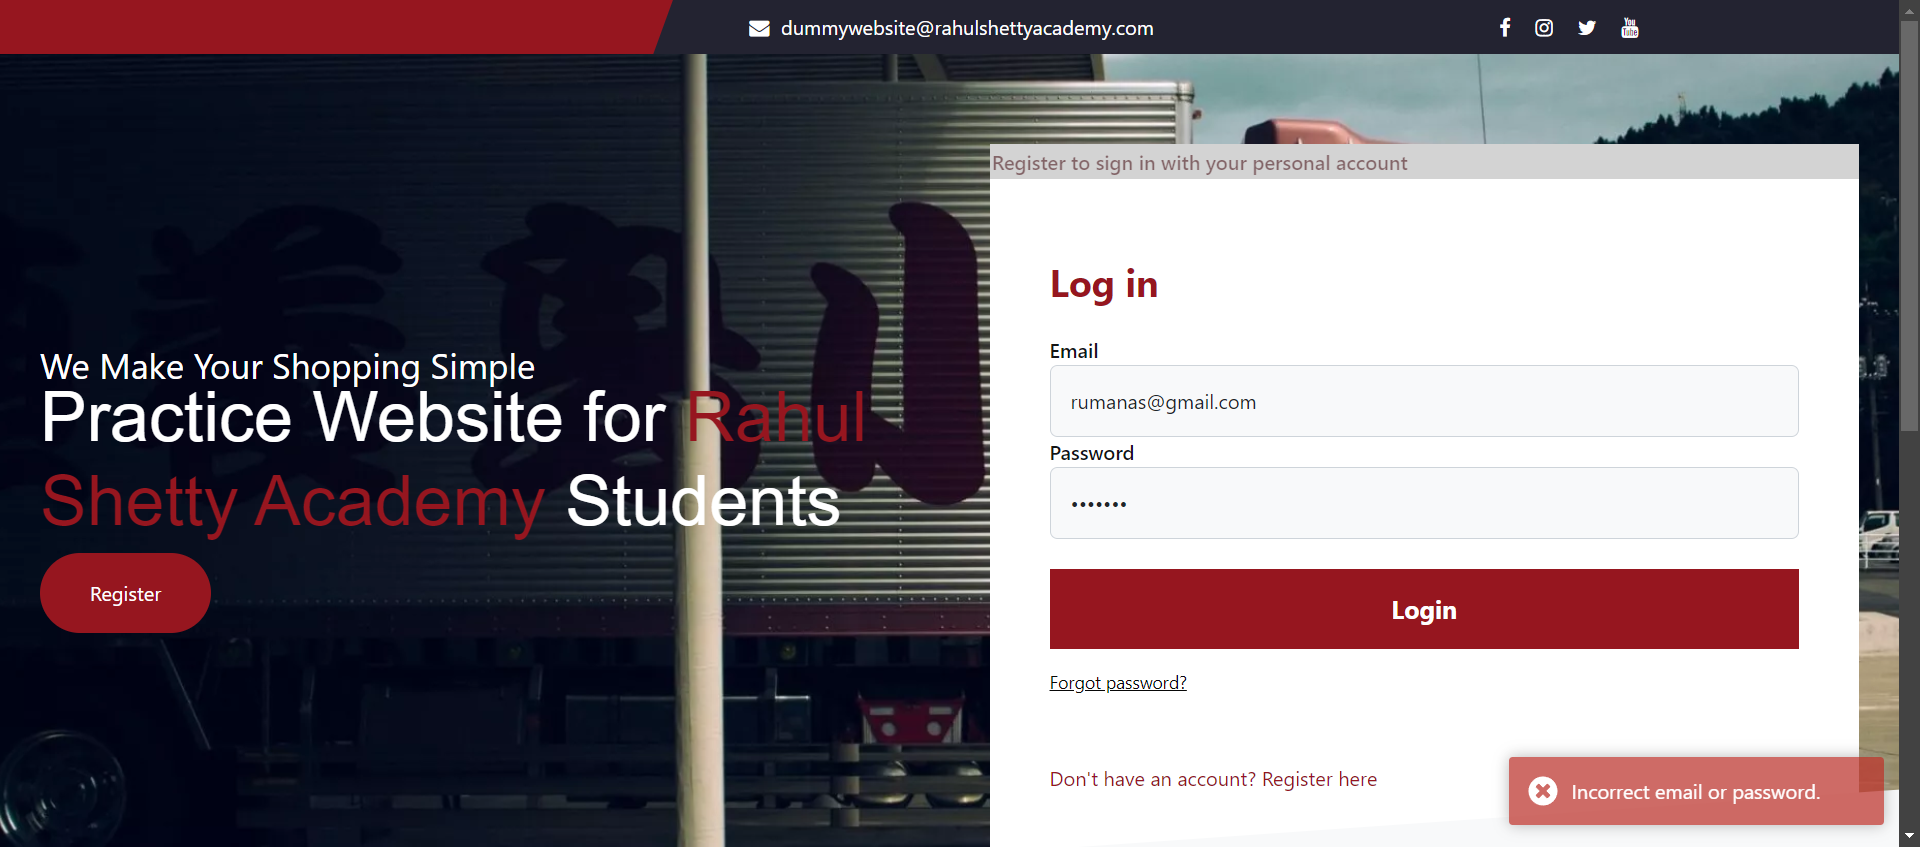 dummywebsite@rahulshettyacademy.com
You
Tube
Register to sign in with your personal account
We Make Your Shopping Simple
Practice Website for Rahul
Shetty Academy Students
Register
Log in
Email
rumanas@gmail.com
Password
•••••••
Login
Forgot password?
Don't have an account? Register here
Incorrect email or password.